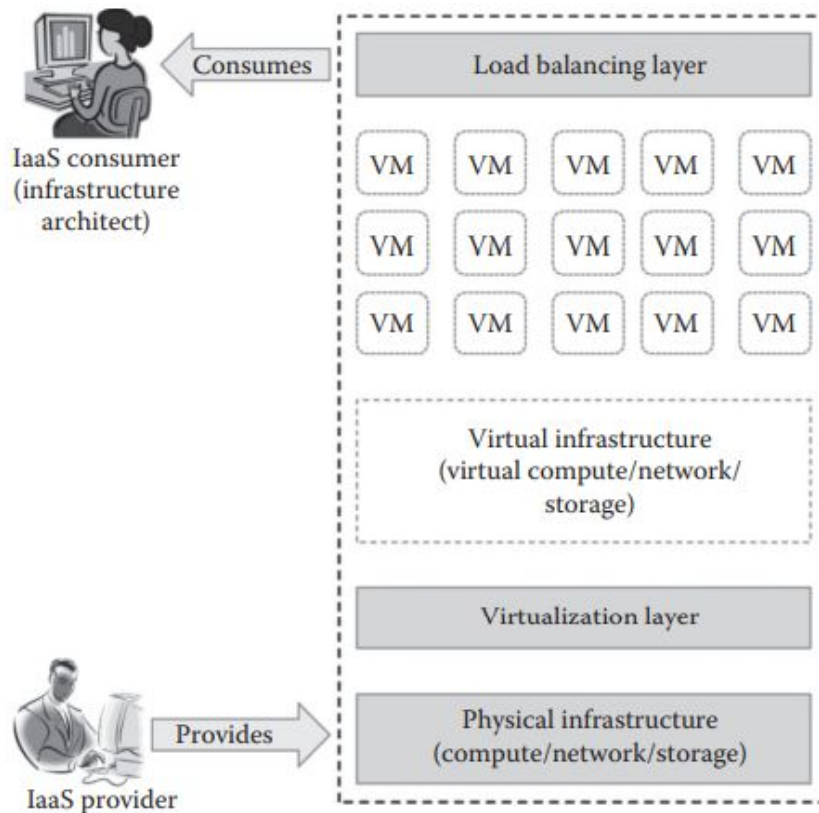 Consumes
Load balancing layer
IaaS consumer
(infrastructure
architect)
VM VM VM VM VM
VM VM VM VM VM
VM VM VM VM VM
Virtual infrastructure
(virtual compute/network/
storage)
Virtualization layer
Provides
Physical infrastructure
(compute/network/storage)
IaaS provider